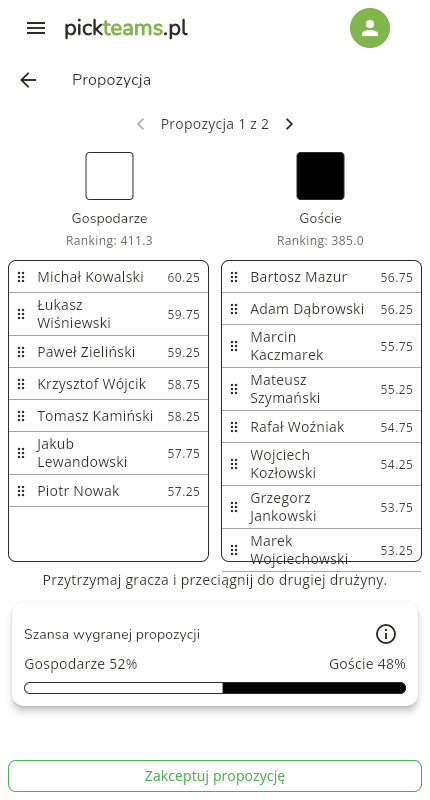 pickteams.pl
Propozycja
Propozycja 1 z 2
Gospodarze
Ranking: 411.3
Goście
Ranking: 385.0
Michał Kowalski 60.25
Łukasz
Wiśniewski 59.75
Paweł Zieliński 59.25
Krzysztof Wójcik 58.75
Tomasz Kamiński 58.25
Jakub
Lewandowski 57.75
Piotr Nowak 57.25
Bartosz Mazur 56.75
Adam Dąbrowski 56.25
Marcin
Kaczmarek 55.75
Mateusz
Szymański 55.25
Rafał Woźniak 54.75
Wojciech
Kozłowski 54.25
Grzegorz
Jankowski 53.75
Marek
Wojciechowski 53.25
Przytrzymaj gracza i przeciągnij do drugiej drużyny.
Szansa wygranej propozycji
Gospodarze 52% Goście 48%
Zakceptuj propozycję